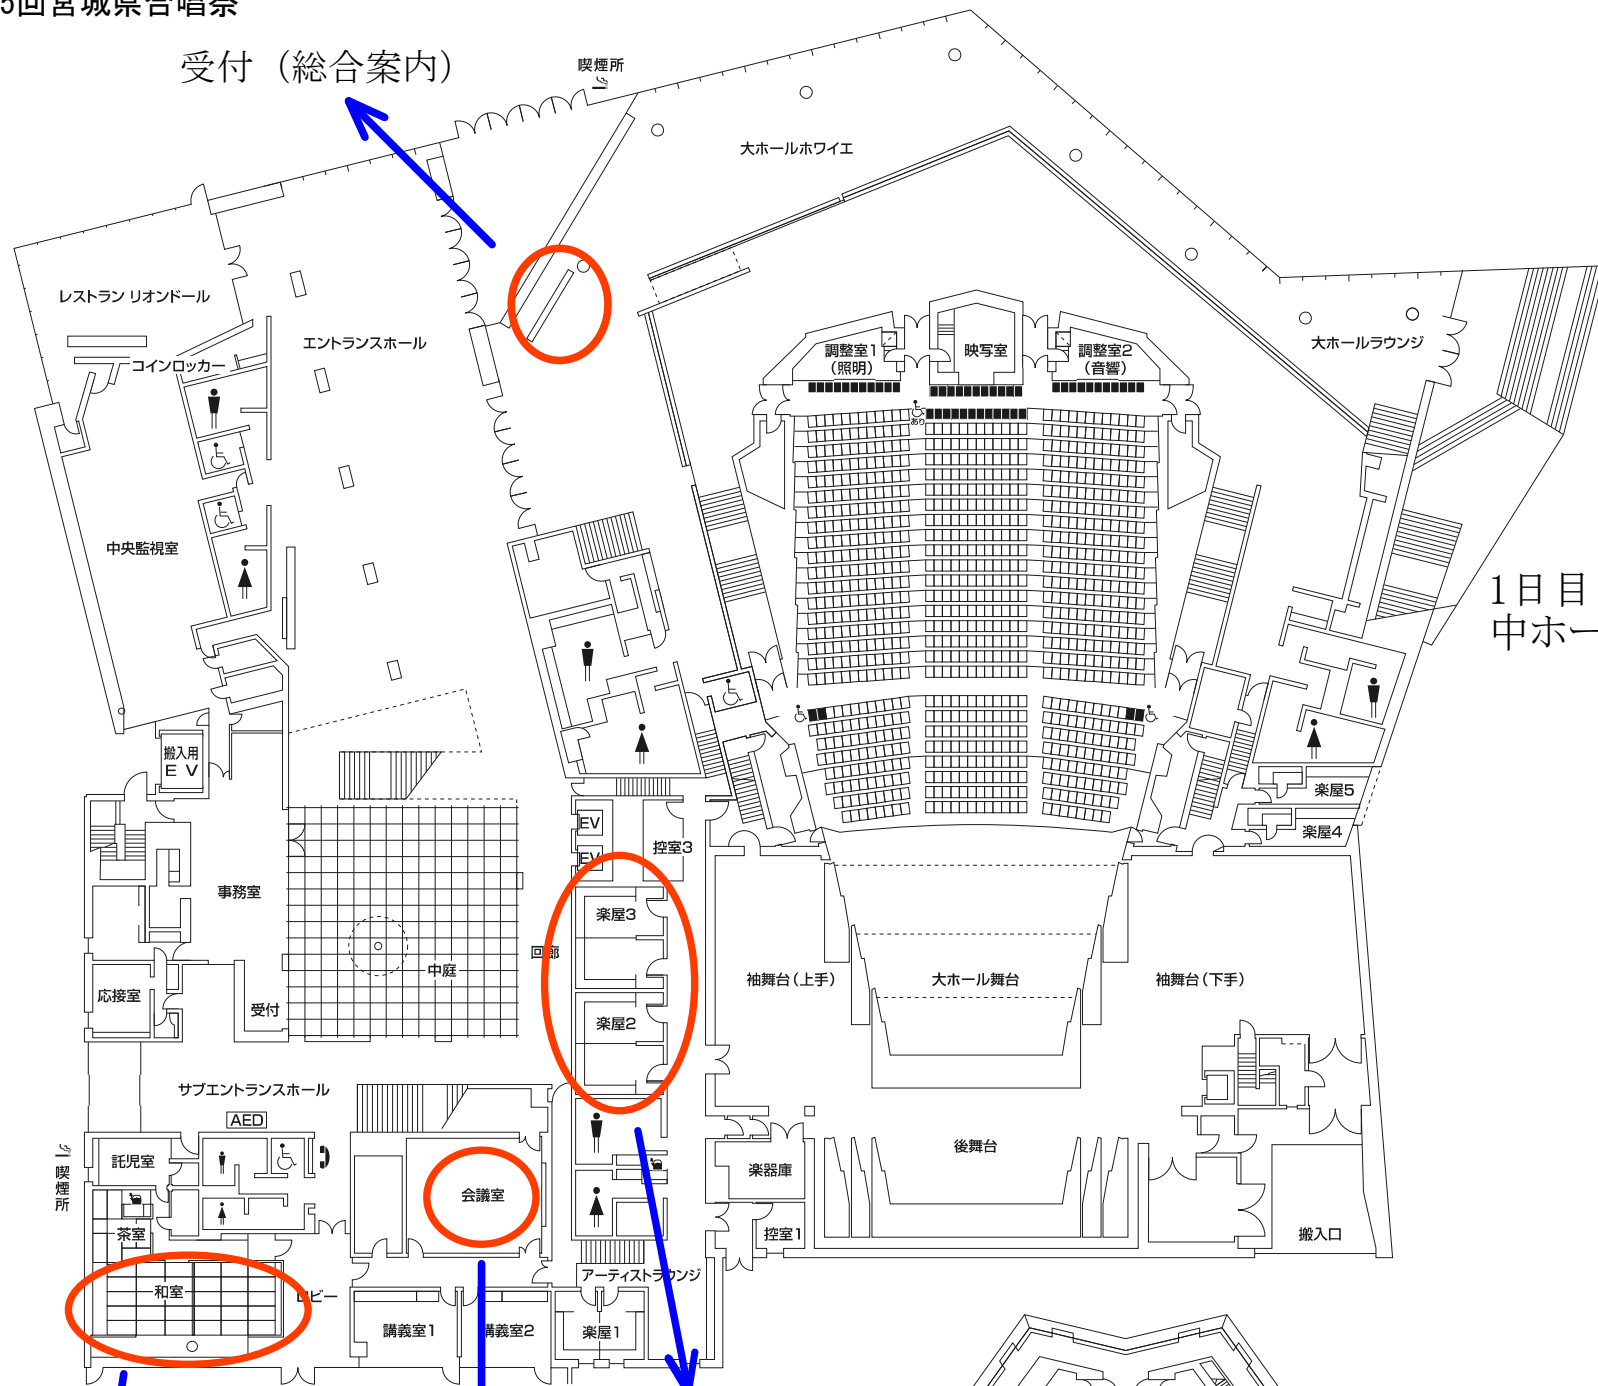 5回宮城県合唱祭
受付（総合案内）
喫煙所
大ホールホワイエ
レストラン リオンドール
エントランスホール
コインロッカー
調整室1
（照明）
映写室
調整室2
（音響）
大ホールラウンジ
あり
中央監視室
1日目
中ホー
搬入用
ＥＶ
楽屋5
楽屋4
EV
EV
控室3
事務室
楽屋3
回廊
中庭
袖舞台（上手）
大ホール舞台
袖舞台（下手）
応接室
受付
楽屋2
サブエントランスホール
AED
喫煙所
託児室
会議室
楽器庫
後舞台
茶室
控室1
搬入口
アーティストラウンジ
和室
ロビー
講義室1
講義室2
楽屋1